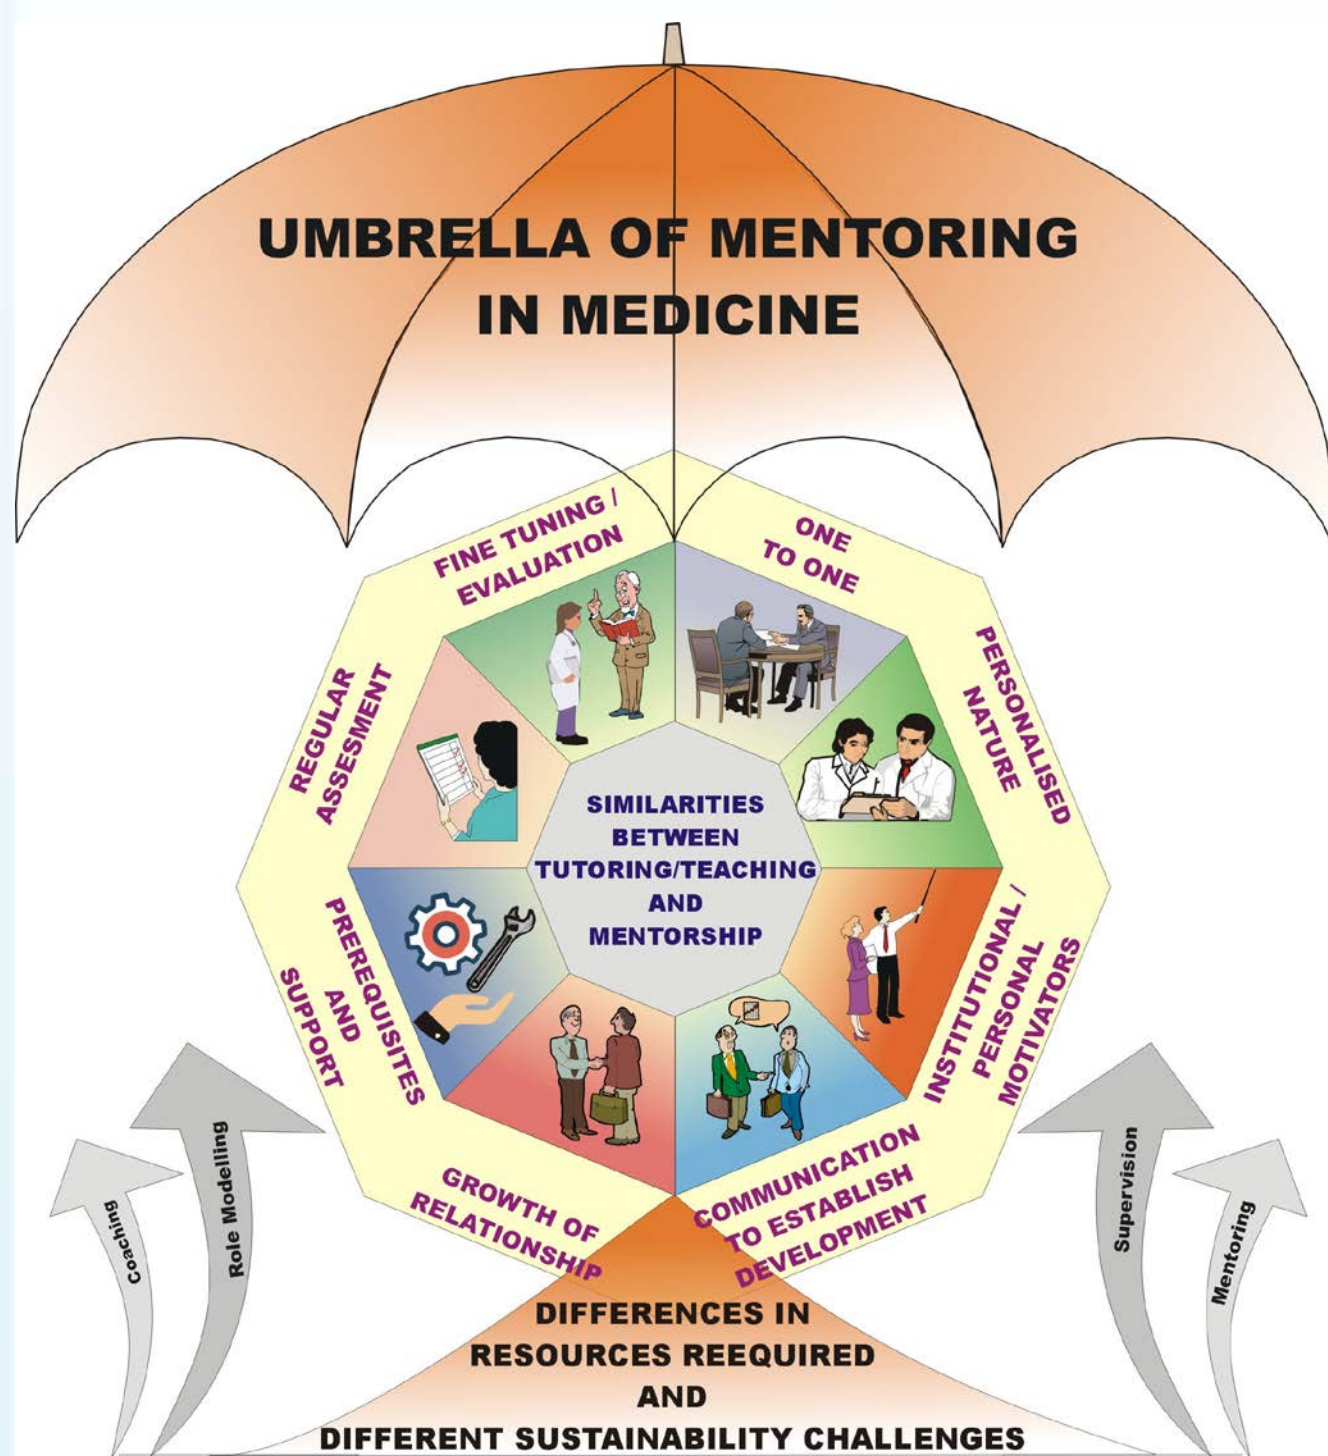 UMBRELLA OF MENTORING
IN MEDICINE
FINE TUNING /
EVALUATION
ONE
TO ONE
PERSONALISED
NATURE
INSTITUTIONAL /
PERSONAL
MOTIVATORS
COMMUNICATION
TO ESTABLISH
DEVELOPMENT
GROWTH OF
RELATIONSHIP
PREREQUISITES
AND
SUPPORT
REGULAR
ASSESMENT
SIMILARITIES
BETWEEN
TUTORING/TEACHING
AND
MENTORSHIP
Coaching
Role Modelling
Supervision
Mentoring
DIFFERENCES IN
RESOURCES REEQUIRED
AND
DIFFERENT SUSTAINABILITY CHALLENGES